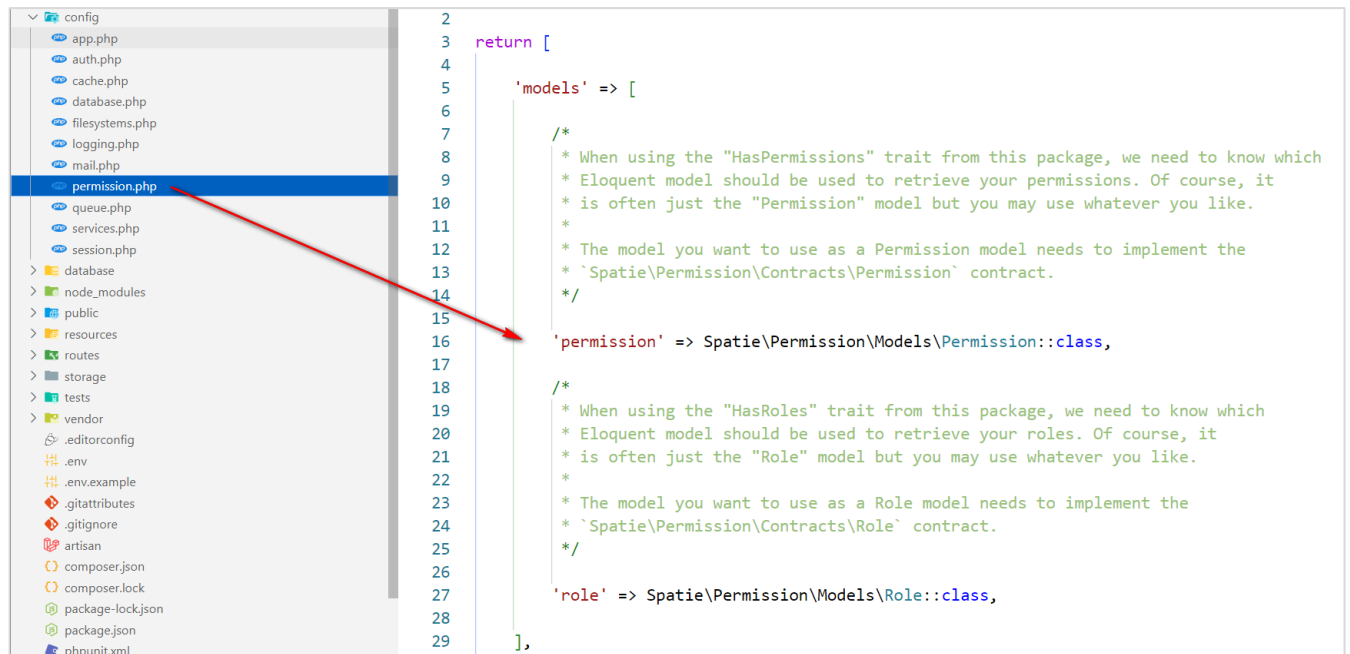 config
app.php
auth.php
cache.php
database.php
filesystems.php
logging.php
mail.php
permission.php
queue.php
services.php
session.php
database
node_modules
public
resources
routes
storage
tests
vendor
.editorconfig
.env
.env.example
.gitattributes
.gitignore
artisan
composer.json
composer.lock
package-lock.json
package.json
phpunit.xml
2
3 return [
4
5 'models' => [
6
7 /*
8 * When using the "HasPermissions" trait from this package, we need to know which
9 * Eloquent model should be used to retrieve your permissions. Of course, it
10 * is often just the "Permission" model but you may use whatever you like.
11 *
12 * The model you want to use as a Permission model needs to implement the
13 * `Spatie\Permission\Contracts\Permission` contract.
14 */
15
16 'permission' => Spatie\Permission\Models\Permission::class,
17
18 /*
19 * When using the "HasRoles" trait from this package, we need to know which
20 * Eloquent model should be used to retrieve your roles. Of course, it
21 * is often just the "Role" model but you may use whatever you like.
22 *
23 * The model you want to use as a Role model needs to implement the
24 * `Spatie\Permission\Contracts\Role` contract.
25 */
26
27 'role' => Spatie\Permission\Models\Role::class,
28
29 ],